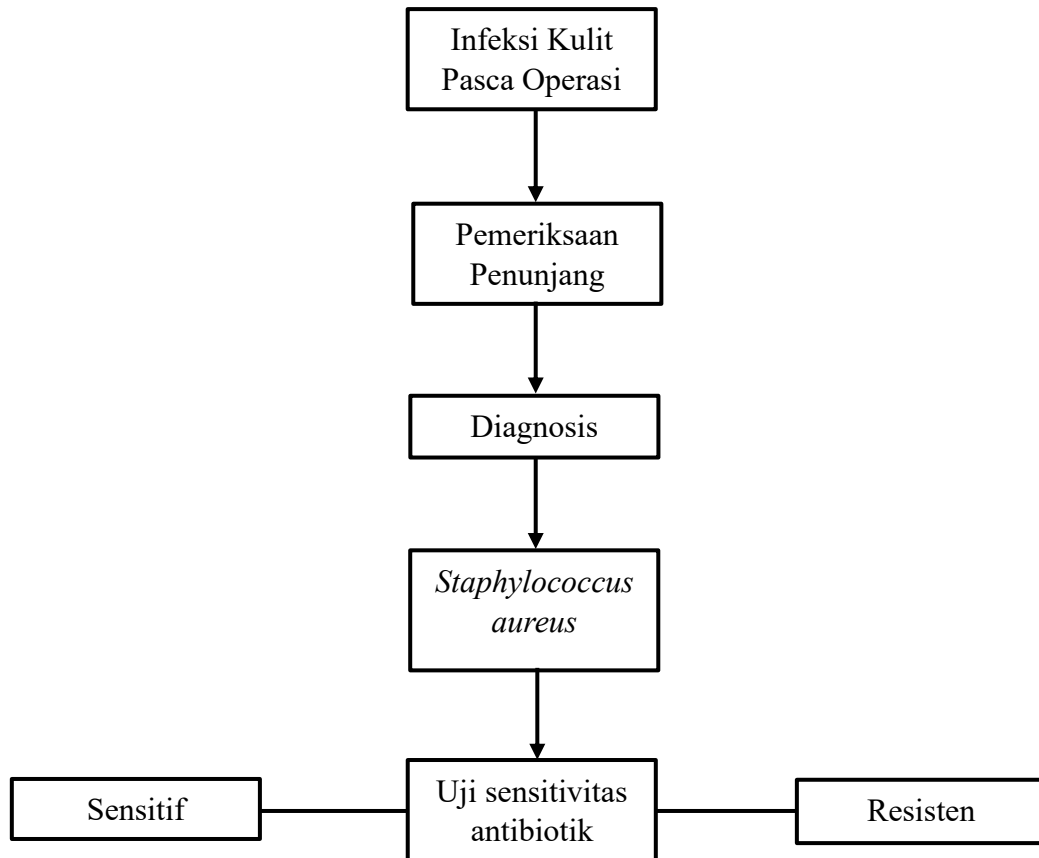 Infeksi Kulit
Pasca Operasi
Pemeriksaan
Penunjang
Diagnosis
Staphylococcus
aureus
Sensitif
Uji sensitivitas
antibiotik
Resisten